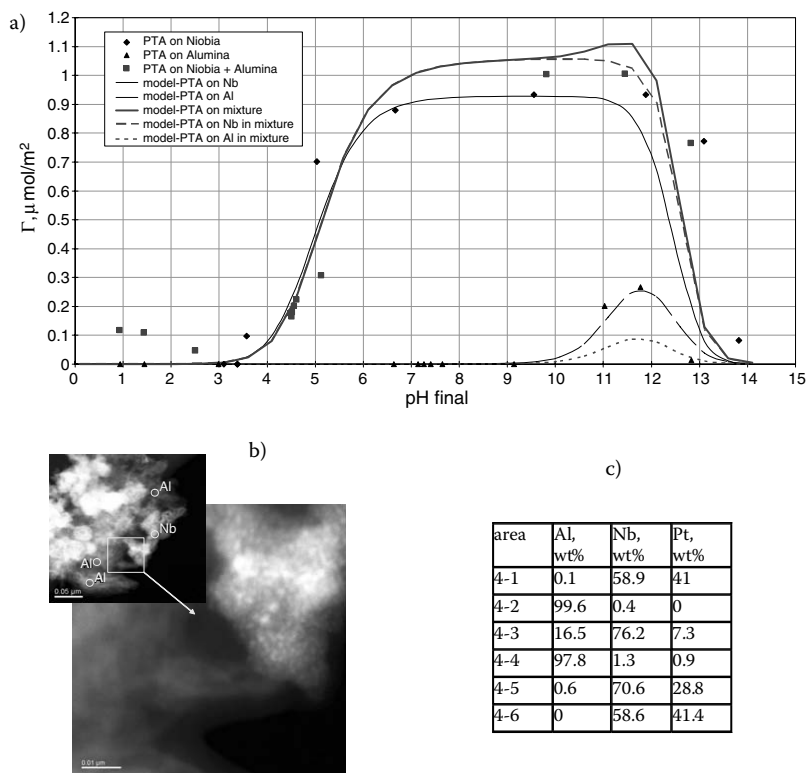 a)
1.2
1.1
1
0.9
0.8
0.7
0.6
0.5
0.4
0.3
0.2
0.1
0
Γ, μmol/m²
PTA on Niobia
PTA on Alumina
PTA on Niobia + Alumina
model-PTA on Nb
model-PTA on Al
model-PTA on mixture
model-PTA on Nb in mixture
model-PTA on Al in mixture
0 1 2 3 4 5 6 7 8 9 10 11 12 13 14 15
pH final
b)
Al
Nb
Al
Al
0.05 μm
0.01 μm
c)
area Al, wt% Nb, wt% Pt, wt%
4-1 0.1 58.9 41
4-2 99.6 0.4 0
4-3 16.5 76.2 7.3
4-4 97.8 1.3 0.9
4-5 0.6 70.6 28.8
4-6 0 58.6 41.4